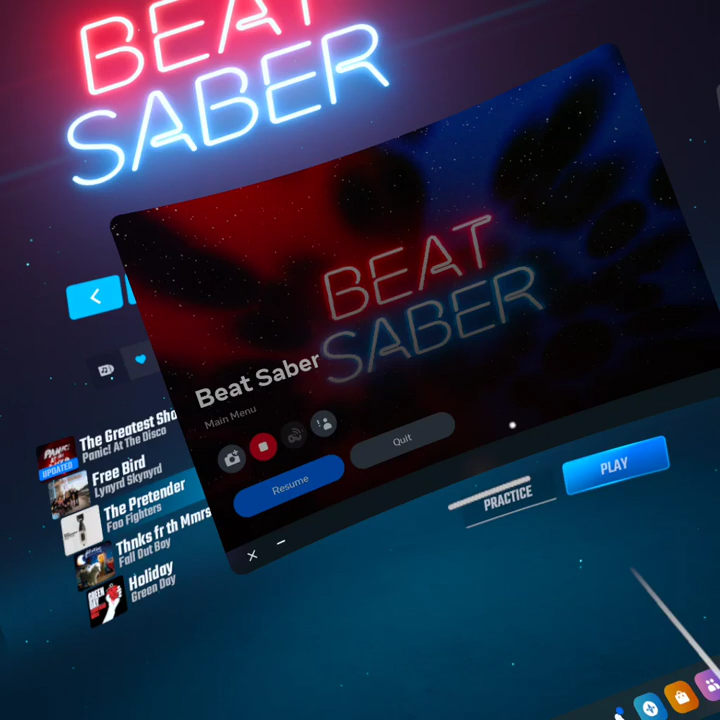 BEAT
SABER
BEAT
SABER
Beat Saber
Main Menu
Resume
Quit
The Greatest Sho
Panic! At The Disco
UPDATED
Free Bird
Lynyrd Skynyrd
The Pretender
Foo Fighters
Thnks fr th Mmrs
Fall Out Boy
Holiday
Green Day
PRACTICE
PLAY